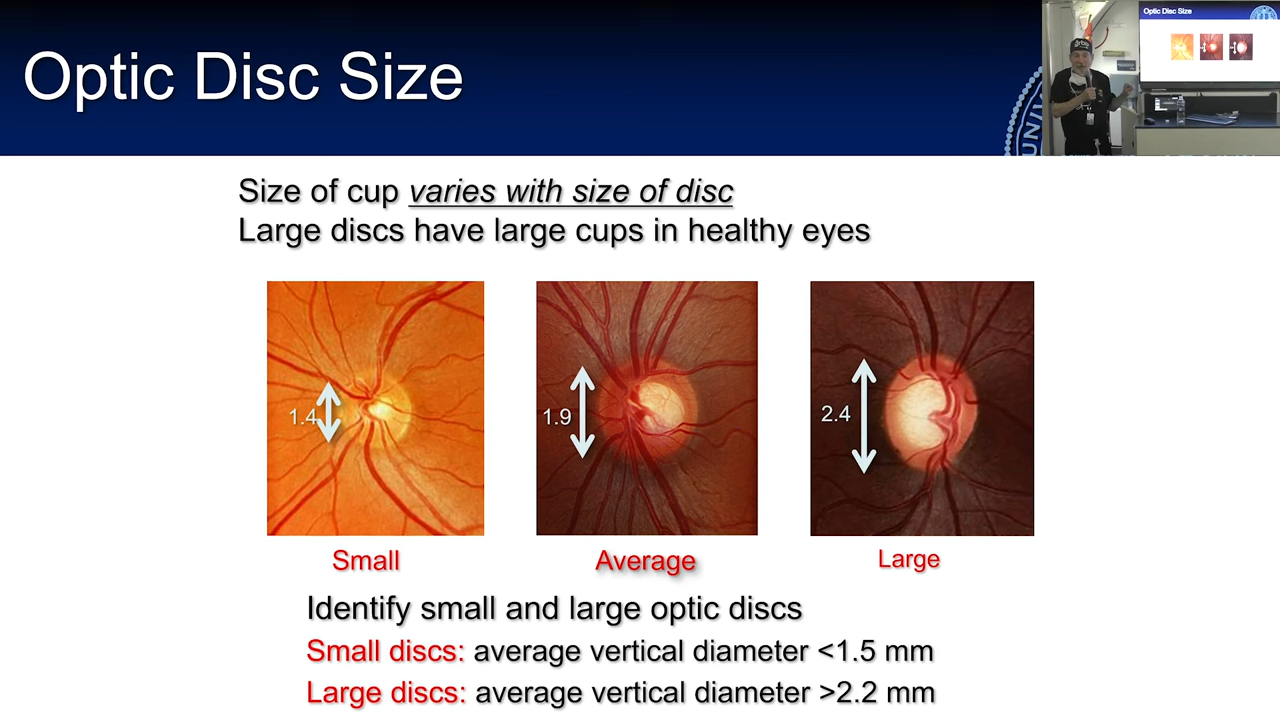 Optic Disc Size
Optic Disc Size
UNIV
Size of cup varies with size of disc
Large discs have large cups in healthy eyes
1.4
1.9
2.4
Small
Average
Large
Identify small and large optic discs
Small discs: average vertical diameter <1.5 mm
Large discs: average vertical diameter >2.2 mm